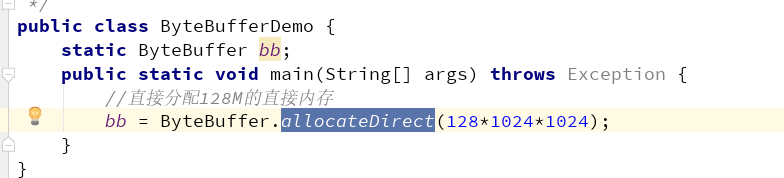 */
public class ByteBufferDemo {
static ByteBuffer bb;
public static void main(String[] args) throws Exception {
//直接分配128M的直接内存
bb = ByteBuffer.allocateDirect(128*1024*1024);
}
}